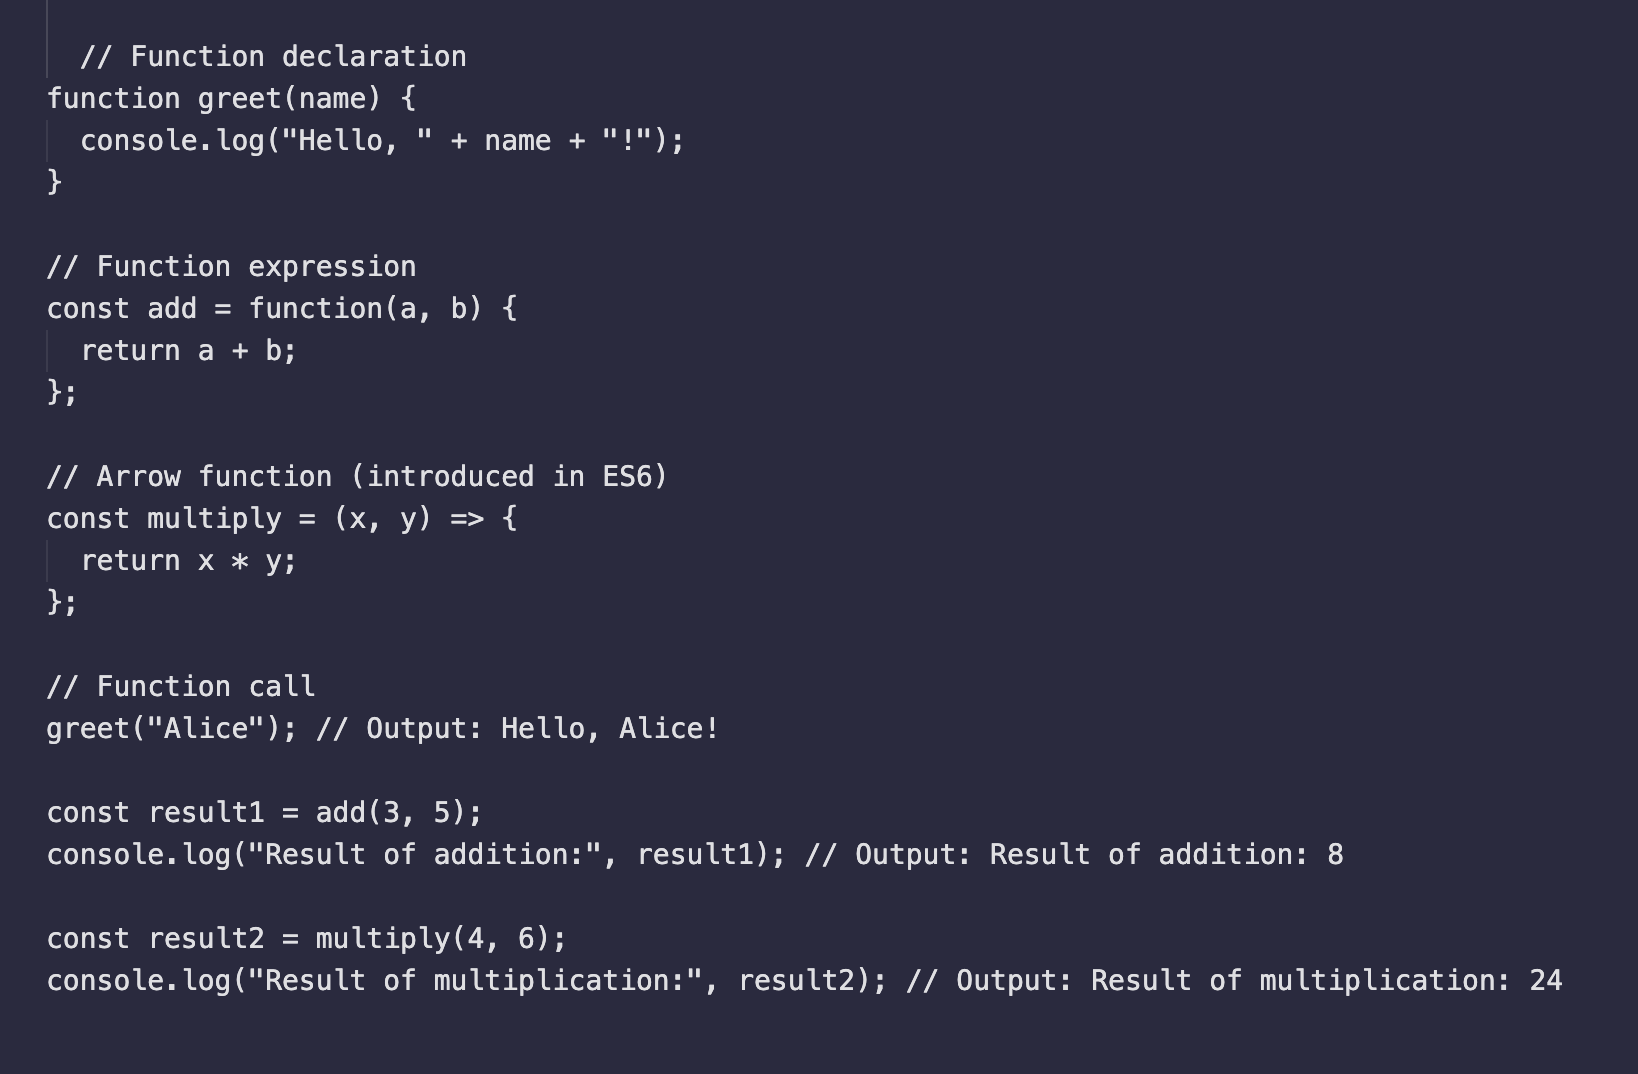 // Function declaration
function greet(name) {
  console.log("Hello, " + name + "!");
}

// Function expression
const add = function(a, b) {
  return a + b;
};

// Arrow function (introduced in ES6)
const multiply = (x, y) => {
  return x * y;
};

// Function call
greet("Alice"); // Output: Hello, Alice!

const result1 = add(3, 5);
console.log("Result of addition:", result1); // Output: Result of addition: 8

const result2 = multiply(4, 6);
console.log("Result of multiplication:", result2); // Output: Result of multiplication: 24